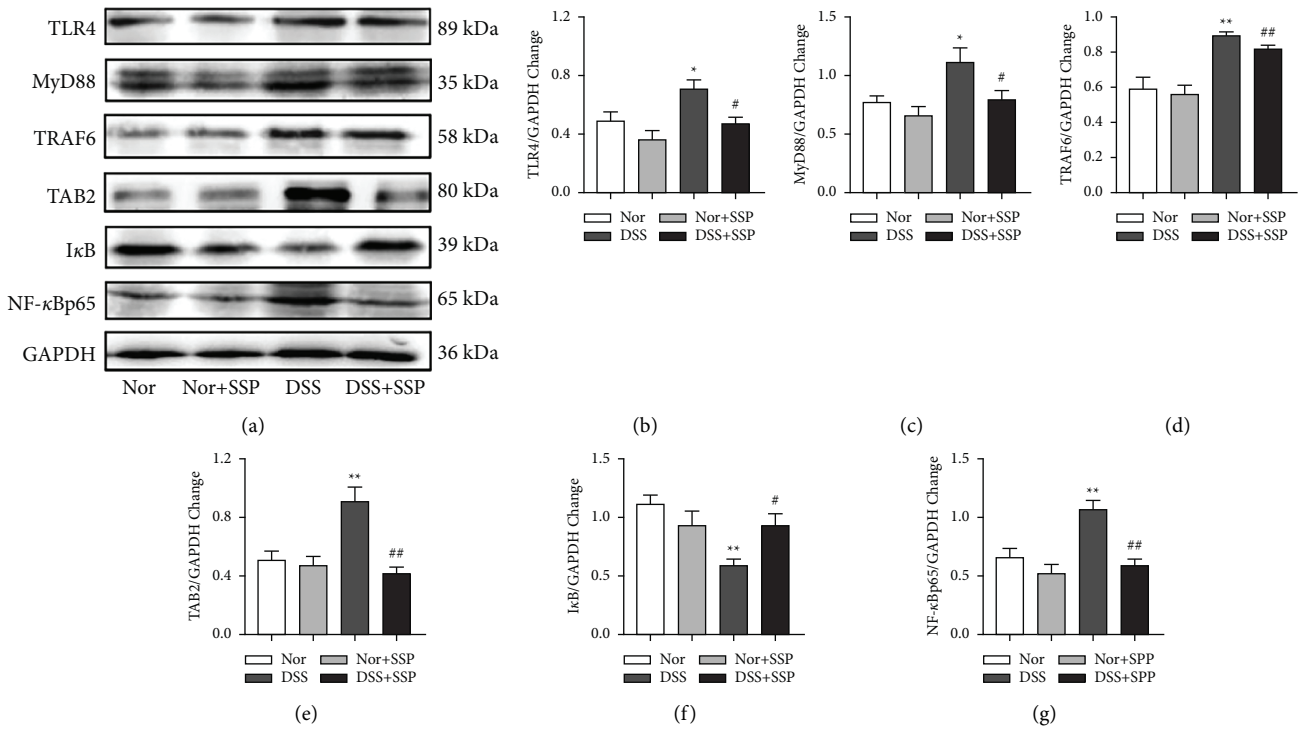 TLR4
89 kDa
MyD88
35 kDa
TRAF6
58 kDa
TAB2
80 kDa
IκB
39 kDa
NF-κBp65
65 kDa
GAPDH
36 kDa
Nor Nor+SSP DSS DSS+SSP
(a)
TLR4/GAPDH Change
1.2
0.8
0.4
0.0
*
#
Nor Nor+SSP
DSS DSS+SSP
(b)
MyD88/GAPDH Change
1.5
1.0
0.5
0.0
*
#
Nor Nor+SSP
DSS DSS+SSP
(c)
TRAF6/GAPDH Change
1.0
0.8
0.6
0.4
0.2
0.0
**
##
Nor Nor+SSP
DSS DSS+SSP
(d)
TAB2/GAPDH Change
1.2
0.8
0.4
0.0
**
##
Nor Nor+SSP
DSS DSS+SSP
(e)
IκB/GAPDH Change
1.5
1.0
0.5
0.0
**
#
Nor Nor+SSP
DSS DSS+SSP
(f)
NF-κBp65/GAPDH Change
1.5
1.0
0.5
0.0
**
##
Nor Nor+SPP
DSS DSS+SPP
(g)